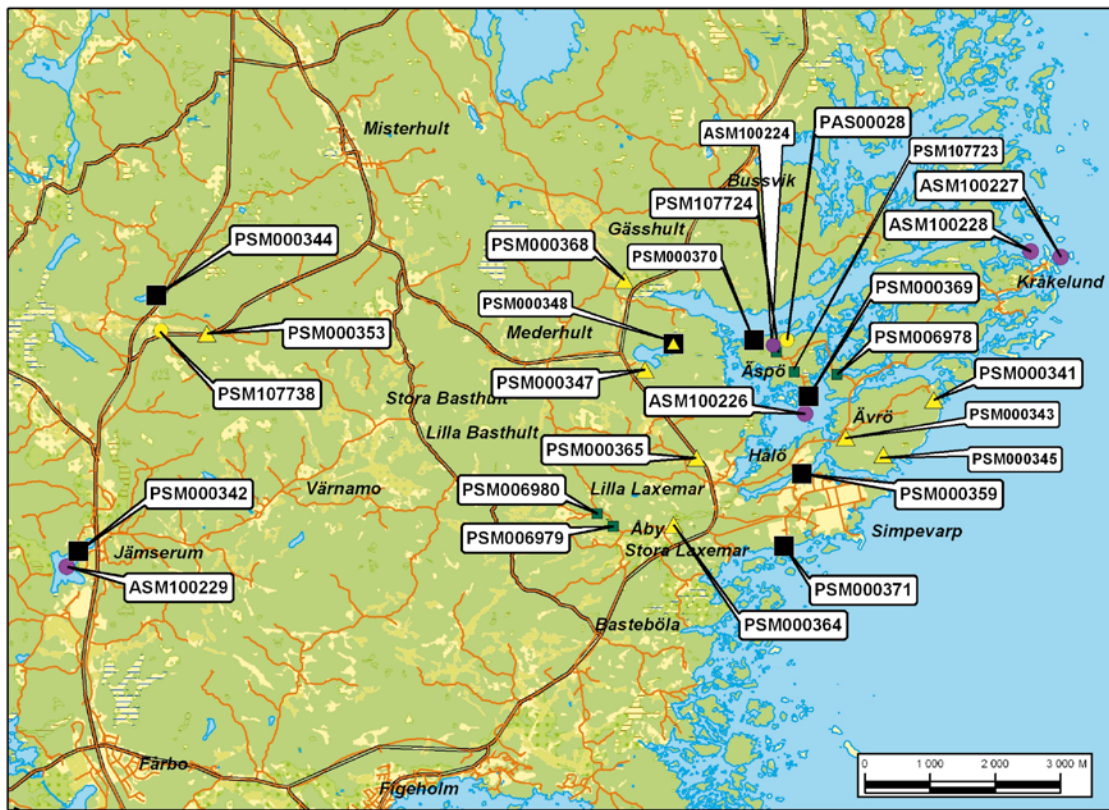 Misterhult
ASM100224
PAS00028
PSM107723
Bussvik
ASM100227
PSM107724
Gässhult
ASM100228
PSM000344
PSM000368
PSM000370
Kråkelund
PSM000369
PSM000348
Mederhult
PSM000353
PSM006978
PSM000347
Äspö
PSM000341
PSM107738
Stora Basthult
ASM100226
Ävrö
PSM000343
Lilla Basthult
PSM000365
Hålö
PSM000345
PSM000342
Värnamo
PSM006980
Lilla Laxemar
PSM000359
PSM006979
Åby
Simpevarp
Jämserum
Stora Laxemar
ASM100229
PSM000371
Basteböla
PSM000364
Fårbo
Figeholm
0 1 000 2 000 3 000 M